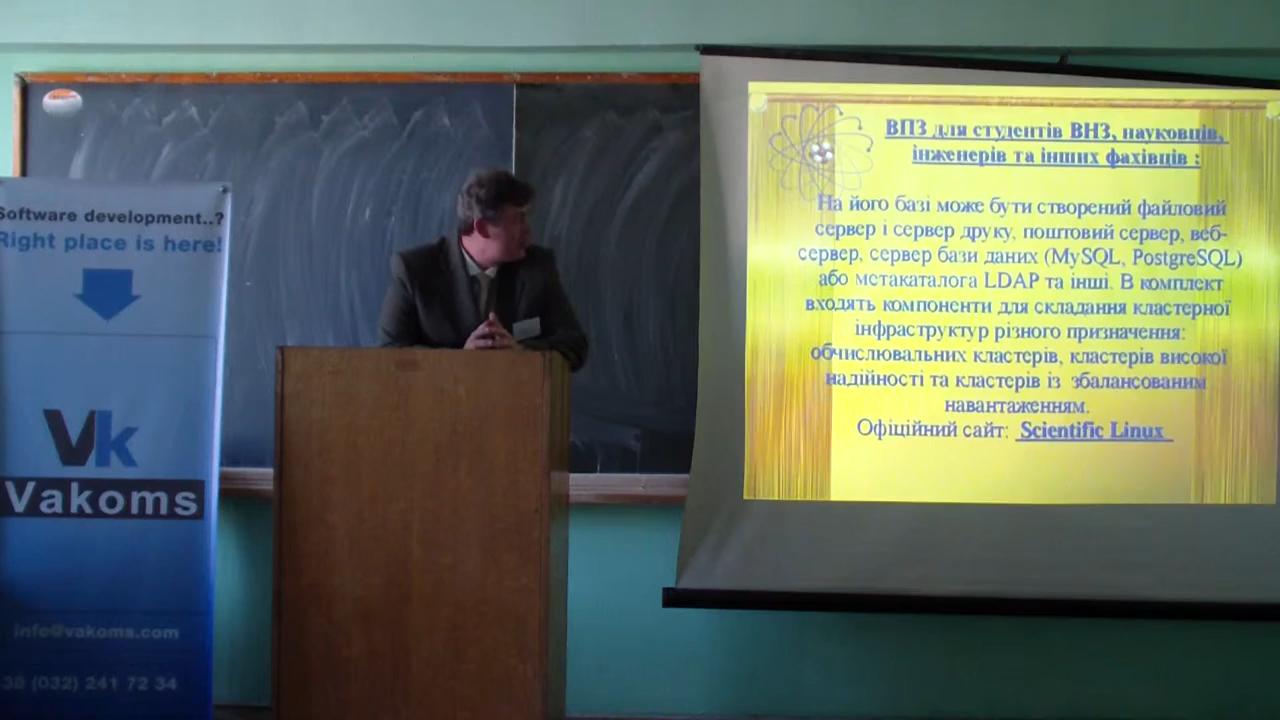 Software development..?
Right place is here!
Vk
Vakoms
info@vakoms.com
38 (032) 241 72 34
ВПЗ для студентів ВНЗ, науковців,
інженерів та інших фахівців :
На його базі може бути створений файловий
сервер і сервер друку, поштовий сервер, веб-
сервер, сервер бази даних (MySQL, PostgreSQL)
або метакаталога LDAP та інші. В комплект
входять компоненти для складання кластерної
інфраструктур різного призначення:
обчислювальних кластерів, кластерів високої
надійності та кластерів із збалансованим
навантаженням.
Офіційний сайт: Scientific Linux